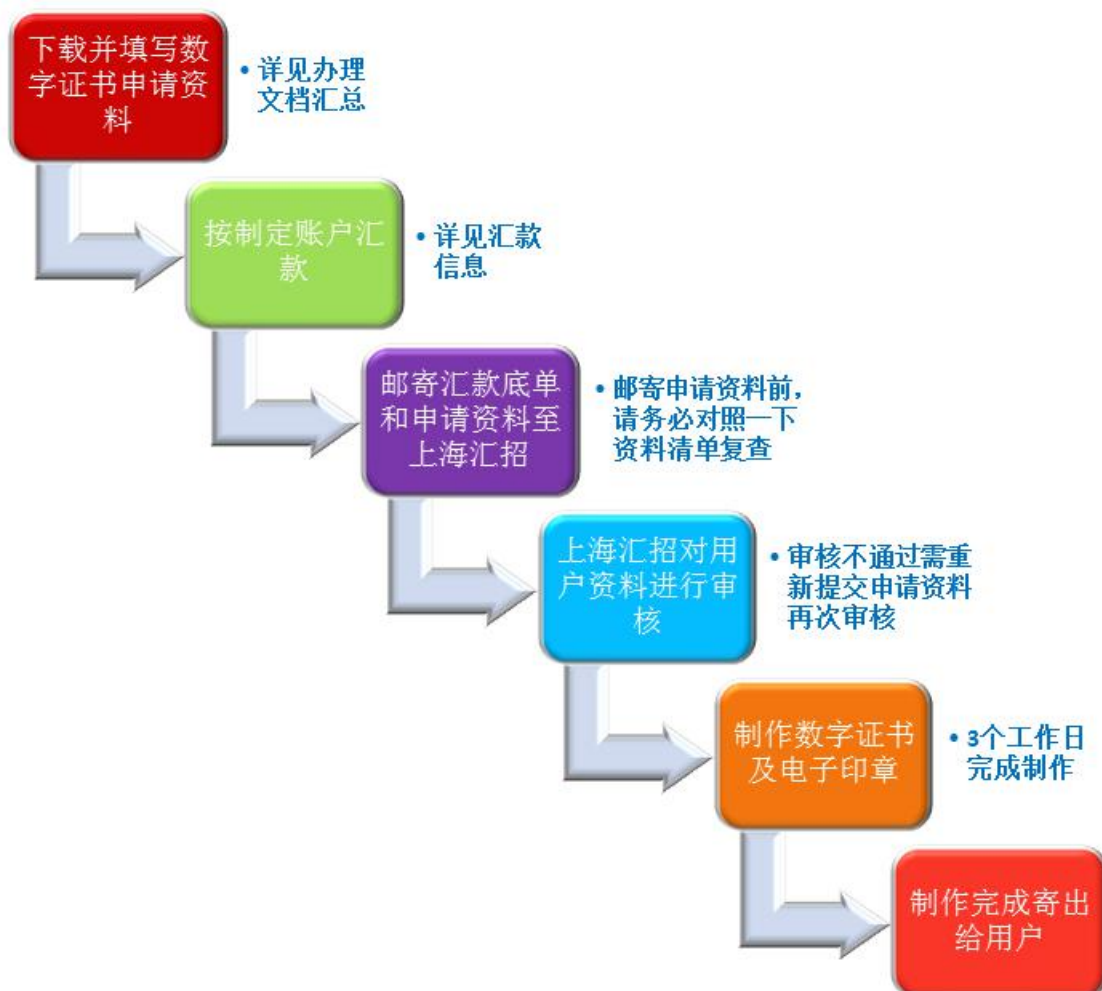 下载并填写数
字证书申请资
料
• 详见办理
文档汇总
按制定账户汇
款
• 详见汇款
信息
邮寄汇款底单
和申请资料至
上海汇招
• 邮寄申请资料前,
请务必对照一下
资料清单复查
上海汇招对用
户资料进行审
核
• 审核不通过需重
新提交申请资料
再次审核
制作数字证书
及电子印章
• 3个工作日
完成制作
制作完成寄出
给用户